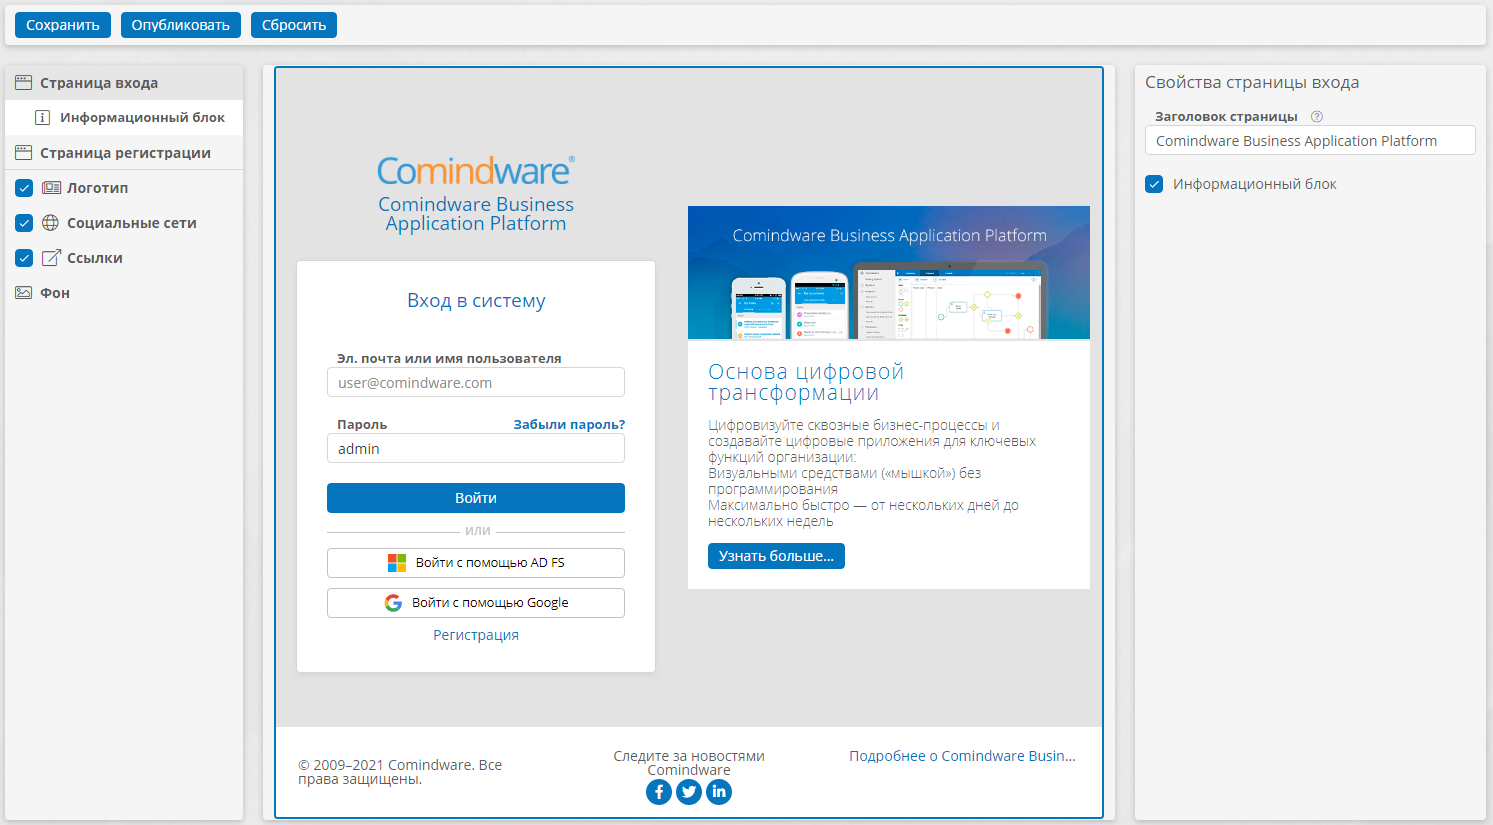 Сохранить
Опубликовать
Сбросить
Страница входа
Информационный блок
Страница регистрации
Логотип
Социальные сети
Ссылки
Фон
Comindware®
Comindware Business
Application Platform
Вход в систему
Эл. почта или имя пользователя
user@comindware.com
Пароль
Забыли пароль?
admin
Войти
или
Войти с помощью AD FS
Войти с помощью Google
Регистрация
Comindware Business Application Platform
Основа цифровой
трансформации
Цифровизуйте сквозные бизнес-процессы и
создавайте цифровые приложения для ключевых
функций организации:
Визуальными средствами («мышкой») без
программирования
Максимально быстро — от нескольких дней до
нескольких недель
Узнать больше...
© 2009–2021 Comindware. Все
права защищены.
Следите за новостями
Comindware
Подробнее о Comindware Busin...
Свойства страницы входа
Заголовок страницы
Comindware Business Application Platform
Информационный блок